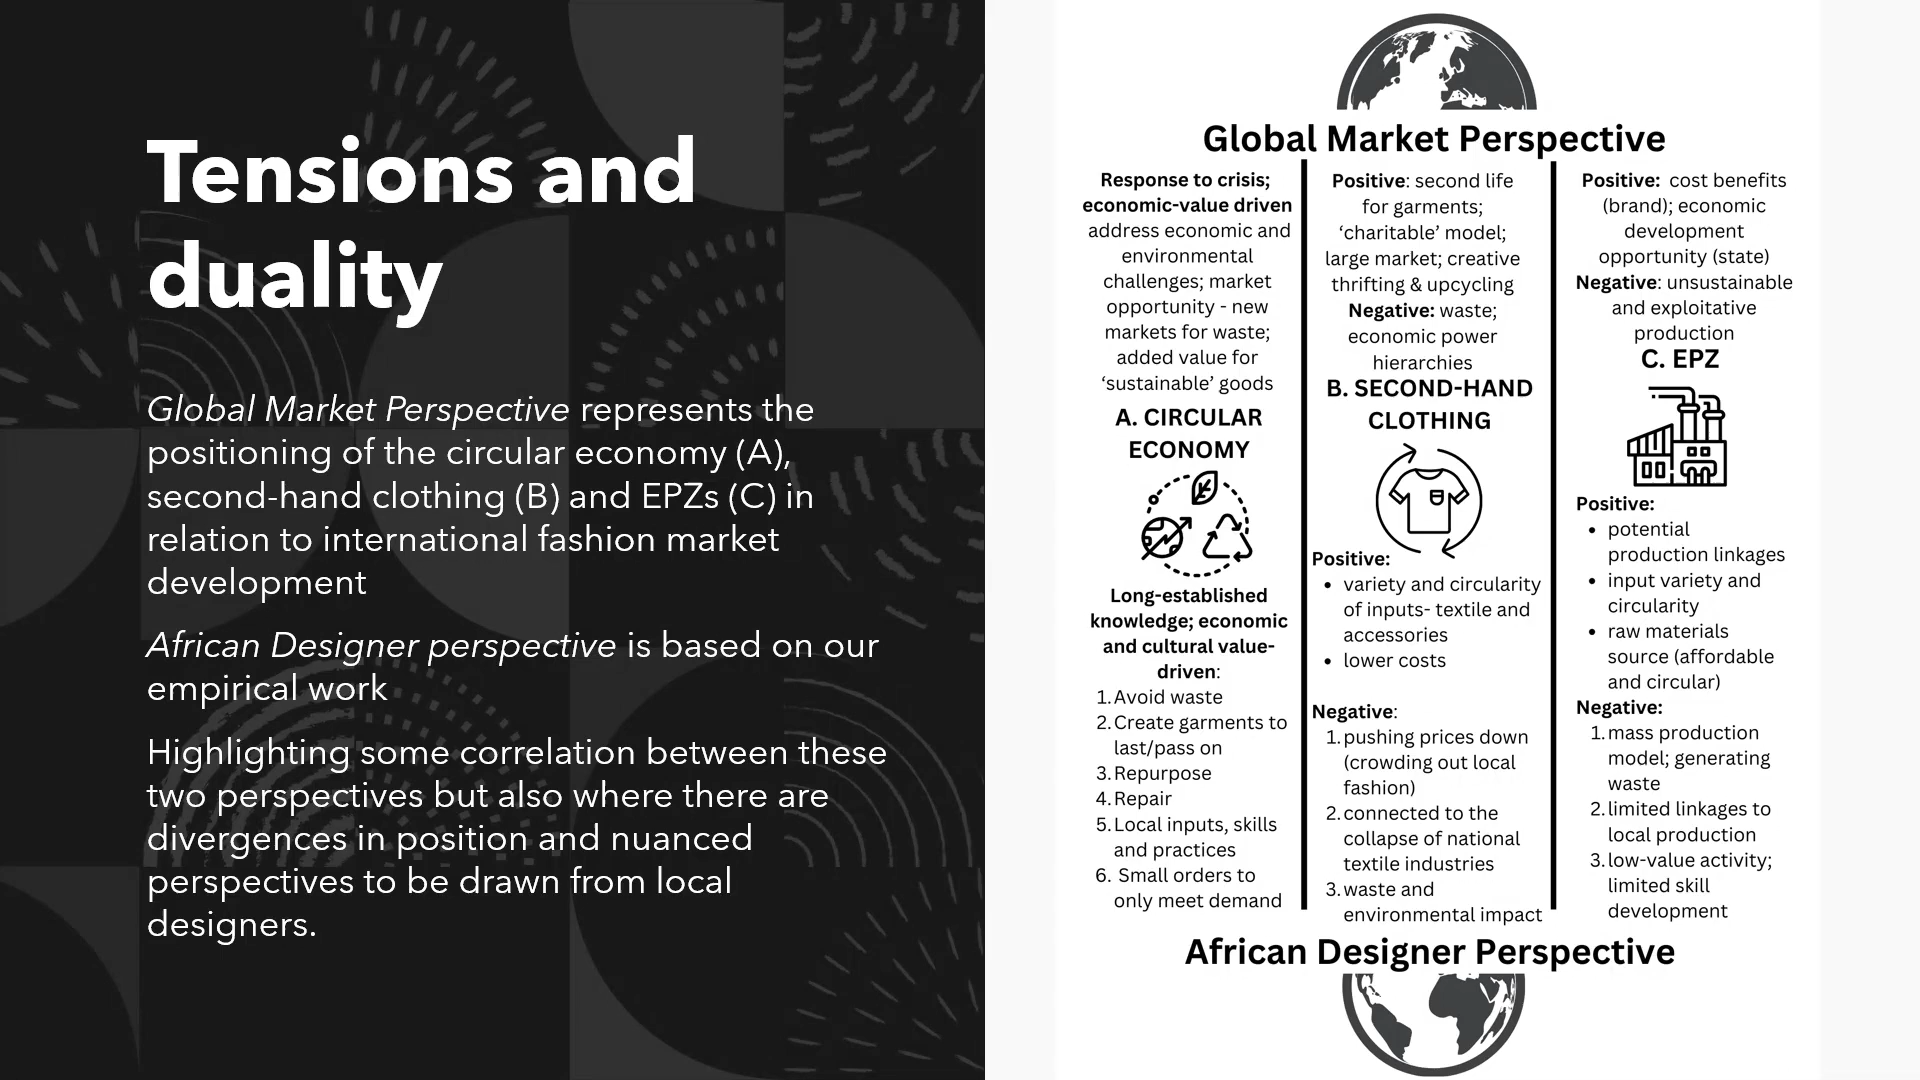 Tensions and
duality
Global Market Perspective represents the
positioning of the circular economy (A),
second-hand clothing (B) and EPZs (C) in
relation to international fashion market
development
African Designer perspective is based on our
empirical work
Highlighting some correlation between these
two perspectives but also where there are
divergences in position and nuanced
perspectives to be drawn from local
designers.
Global Market Perspective
Response to crisis;
economic-value driven
address economic and
environmental
challenges; market
opportunity - new
markets for waste;
added value for
‘sustainable’ goods
A. CIRCULAR
ECONOMY
Long-established
knowledge; economic
and cultural value-
driven:
1. Avoid waste
2. Create garments to
last/pass on
3. Repurpose
4. Repair
5. Local inputs, skills
and practices
6. Small orders to
only meet demand
Positive: second life
for garments;
‘charitable’ model;
large market; creative
thrifting & upcycling
Negative: waste;
economic power
hierarchies
B. SECOND-HAND
CLOTHING
Positive:
• variety and circularity
of inputs- textile and
accessories
• lower costs
Negative:
1. pushing prices down
(crowding out local
fashion)
2. connected to the
collapse of national
textile industries
3. waste and
environmental impact
Positive: cost benefits
(brand); economic
development
opportunity (state)
Negative: unsustainable
and exploitative
production
C. EPZ
Positive:
• potential
production linkages
• input variety and
circularity
• raw materials
source (affordable
and circular)
Negative:
1. mass production
model; generating
waste
2. limited linkages to
local production
3. low-value activity;
limited skill
development
African Designer Perspective